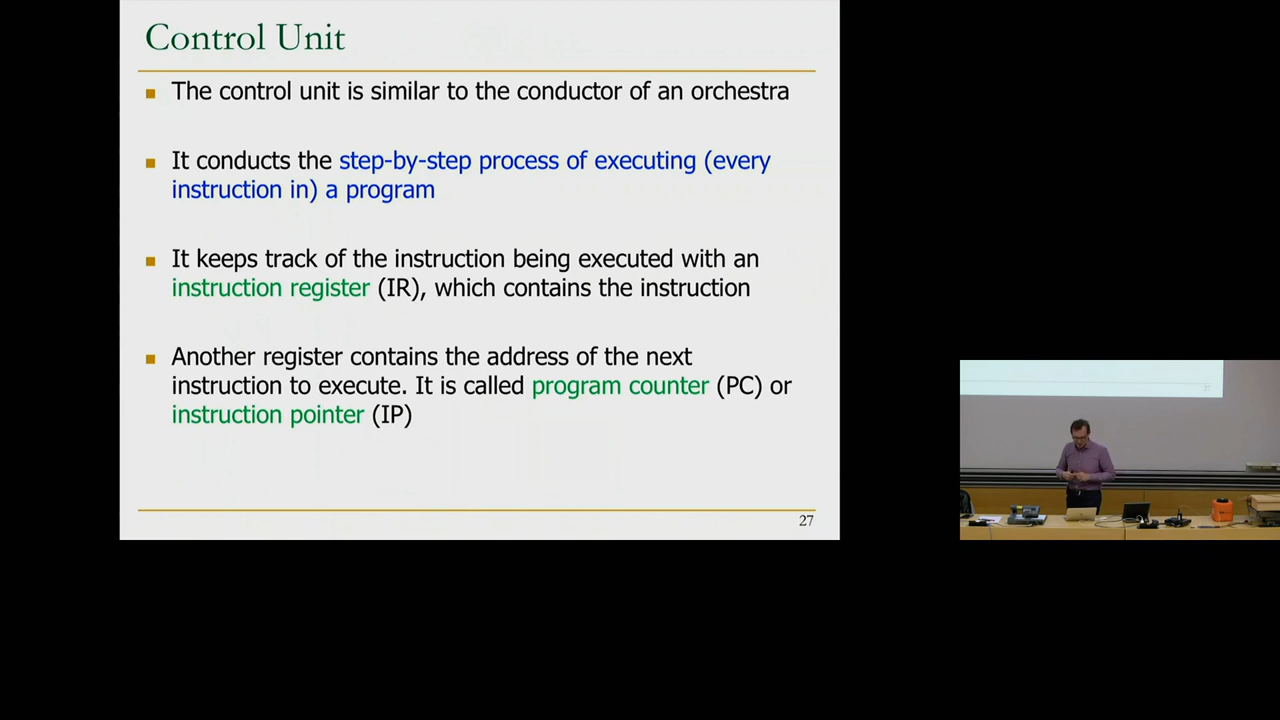 Control Unit
The control unit is similar to the conductor of an orchestra
It conducts the step-by-step process of executing (every
instruction in) a program
It keeps track of the instruction being executed with an
instruction register (IR), which contains the instruction
Another register contains the address of the next
instruction to execute. It is called program counter (PC) or
instruction pointer (IP)
27
27